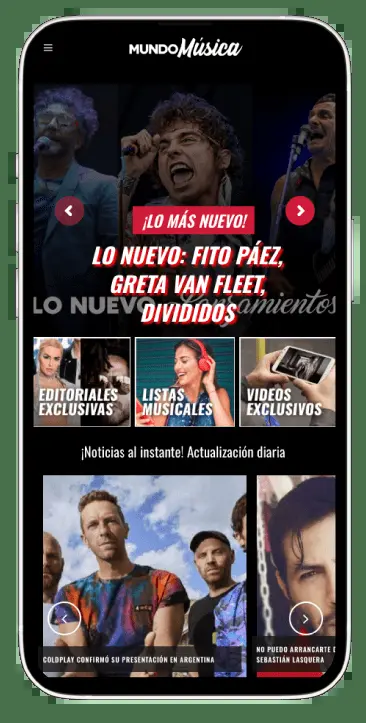 MUNDO Música
¡LO MÁS NUEVO!
LO NUEVO: FITO PÁEZ,
GRETA VAN FLEET,
DIVIDIDOS
LO NUEVO Lanzamientos
EDITORIALES
EXCLUSIVAS
LISTAS
MUSICALES
VIDEOS
EXCLUSIVOS
¡Noticias al instante! Actualización diaria
COLDPLAY CONFIRMÓ SU PRESENTACIÓN EN ARGENTINA
NO PUEDO ARRANCARTE D
SEBASTIÁN LASQUERA